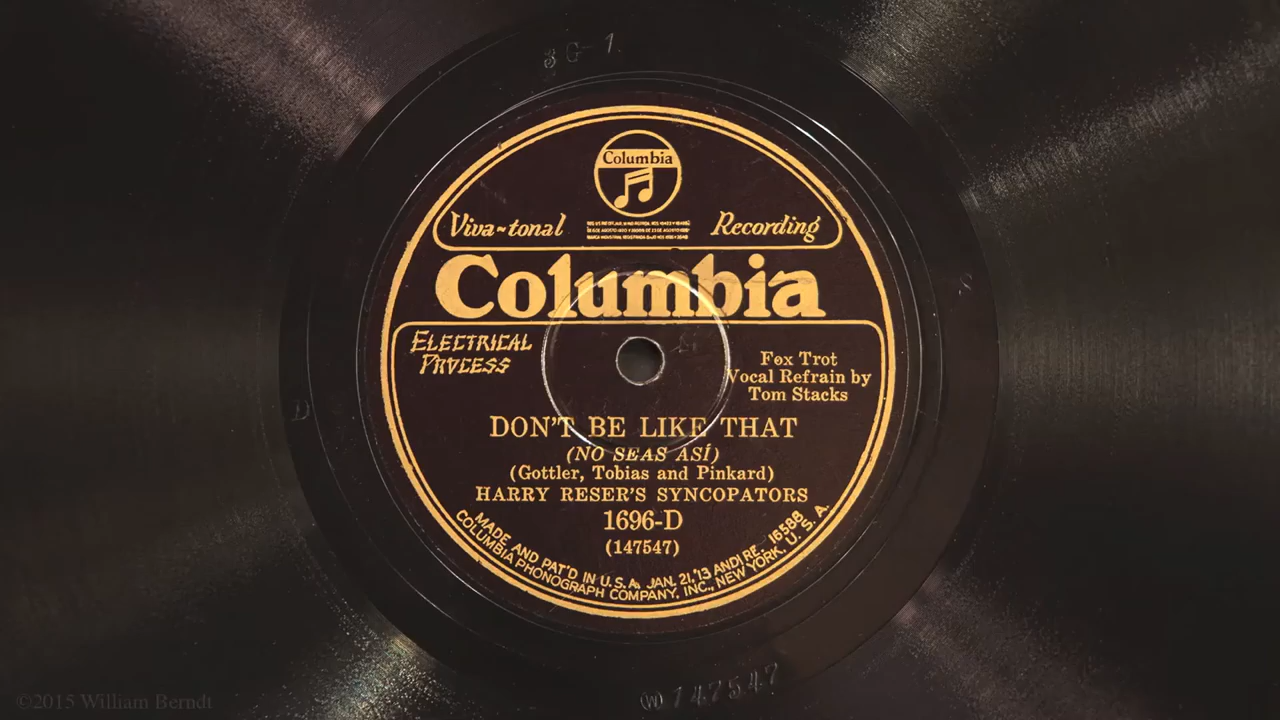 3G-1.
Columbia
Viva-tonal
Recording
Columbia
ELECTRICAL
PROCESS
Fox Trot
Vocal Refrain by
Tom Stacks
DON'T BE LIKE THAT
(NO SEAS ASÍ)
(Gottler, Tobias and Pinkard)
HARRY RESER'S SYNCOPATORS
1696-D
(147547)
MADE AND PAT'D IN U.S.A. JAN. 21, '13 AND RE. 16588
COLUMBIA PHONOGRAPH COMPANY, INC., NEW YORK, U. S. A.
D
(W) 147547
©2015 William Berndt